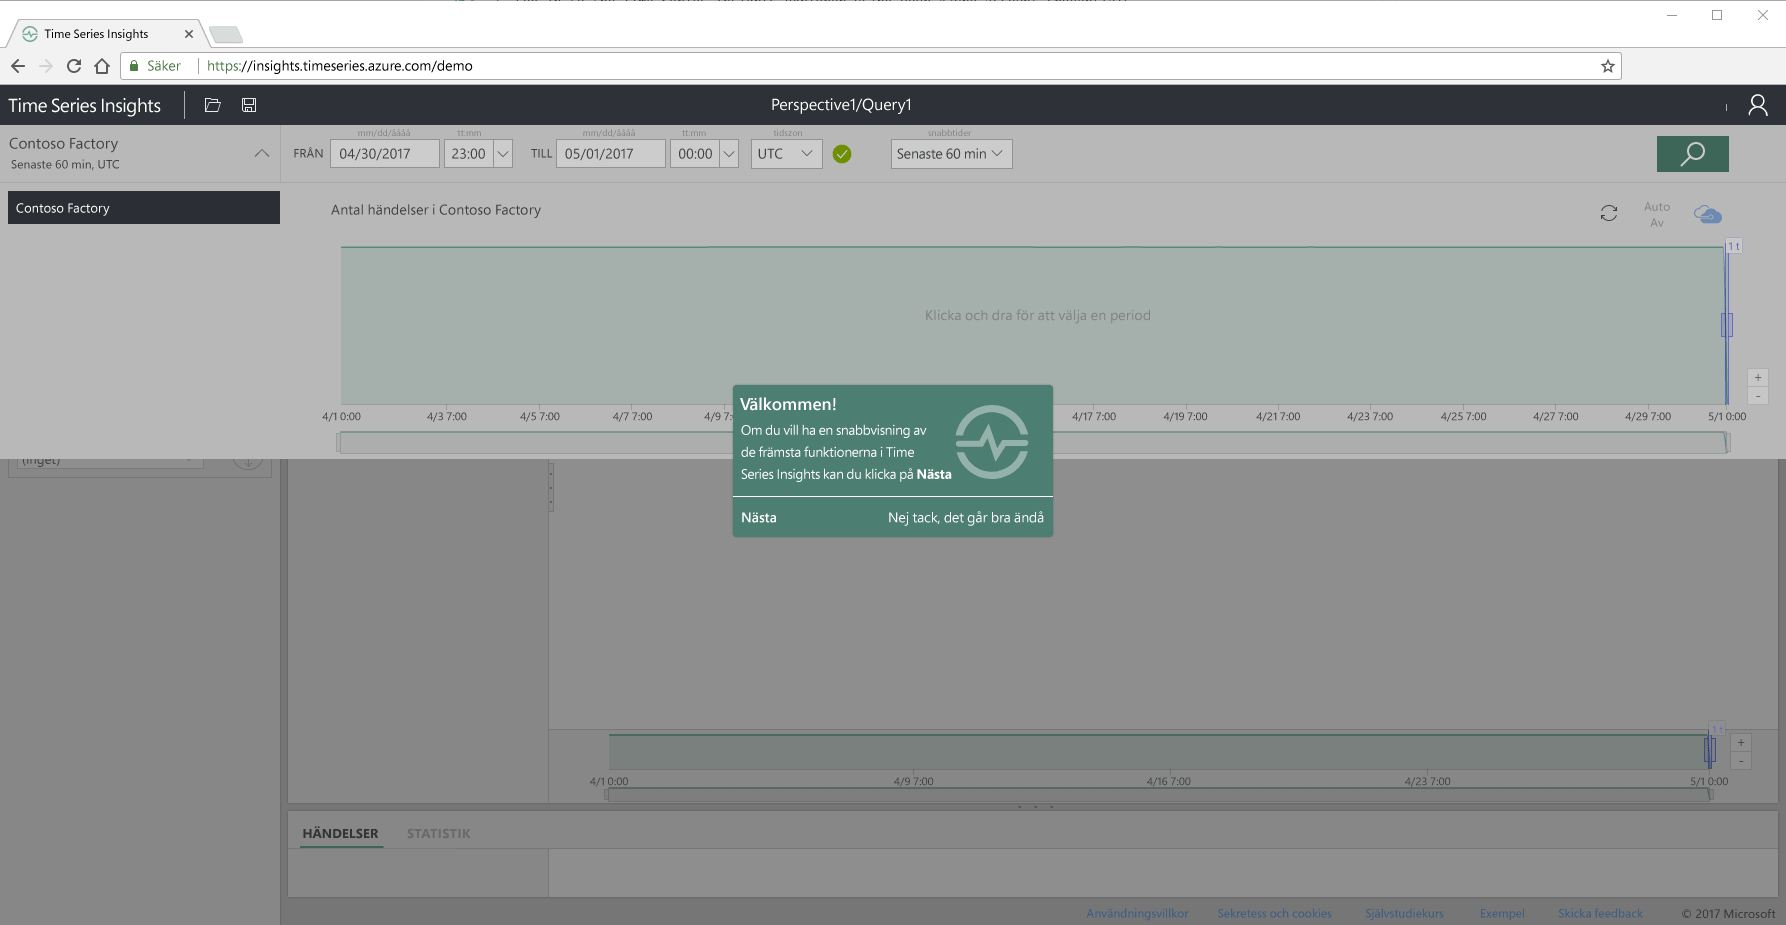 Time Series Insights
Säker https://insights.timeseries.azure.com/demo
Time Series Insights Perspective1/Query1
Contoso Factory
Senaste 60 min, UTC
mm/dd/åååå tt:mm mm/dd/åååå tt:mm tidszon snabbtider
FRÅN 04/30/2017 23:00 TILL 05/01/2017 00:00 UTC Senaste 60 min
Contoso Factory
Antal händelser i Contoso Factory
Auto
Av
1 t
Klicka och dra för att välja en period
+
-
4/1 0:00 4/3 7:00 4/5 7:00 4/7 7:00 4/9 7: 4/17 7:00 4/19 7:00 4/21 7:00 4/23 7:00 4/25 7:00 4/27 7:00 4/29 7:00 5/1 0:00
Välkommen!
Om du vill ha en snabbvisning av
de främsta funktionerna i Time
Series Insights kan du klicka på Nästa
Nästa Nej tack, det går bra ändå
(inget)
1 t
+
-
4/1 0:00 4/9 7:00 4/16 7:00 4/23 7:00 5/1 0:00
HÄNDELSER STATISTIK
Användningsvillkor Sekretess och cookies Självstudiekurs Exempel Skicka feedback © 2017 Microsoft